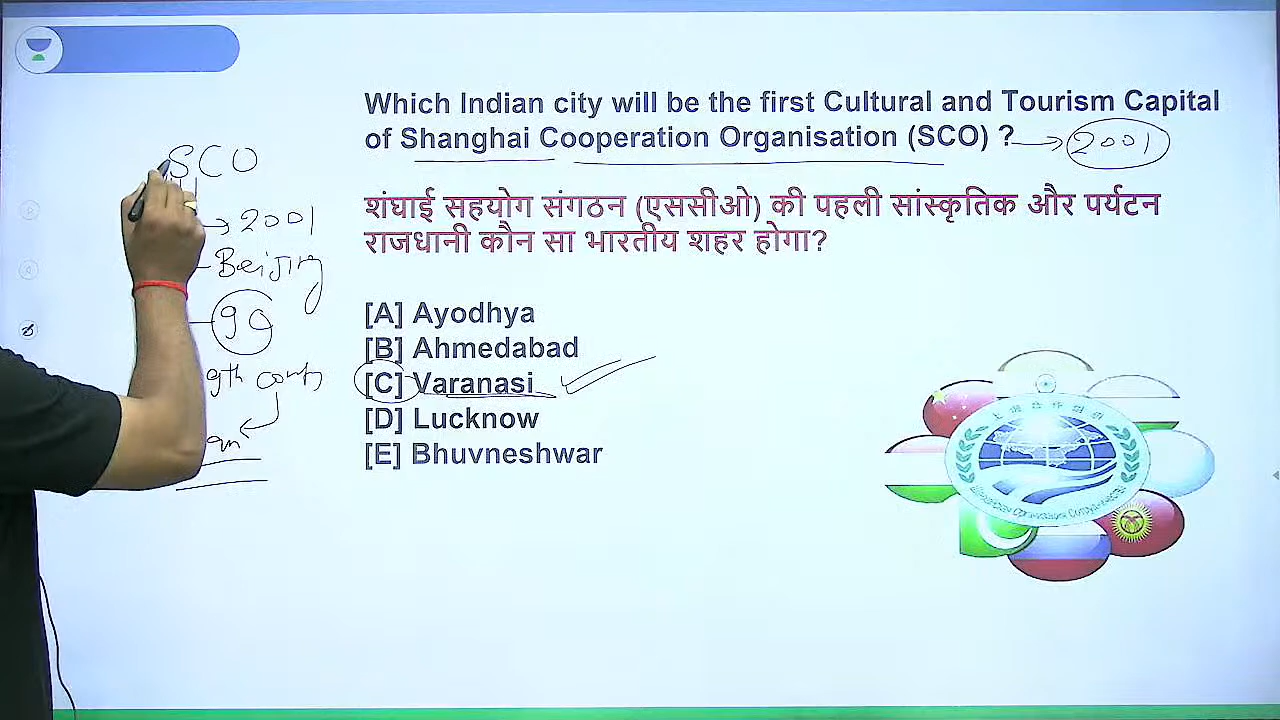 Which Indian city will be the first Cultural and Tourism Capital
of Shanghai Cooperation Organisation (SCO) ? → 2001
शंघाई सहयोग संगठन (एससीओ) की पहली सांस्कृतिक और पर्यटन
राजधानी कौन सा भारतीय शहर होगा?
[A] Ayodhya
[B] Ahmedabad
[C] Varanasi
[D] Lucknow
[E] Bhuvneshwar
SCO
→ 2001
Beijing
9th